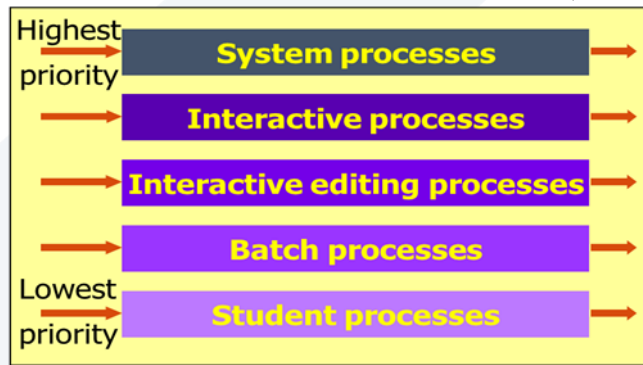 Highest
priority
System processes
Interactive processes
Interactive editing processes
Batch processes
Lowest
priority
Student processes